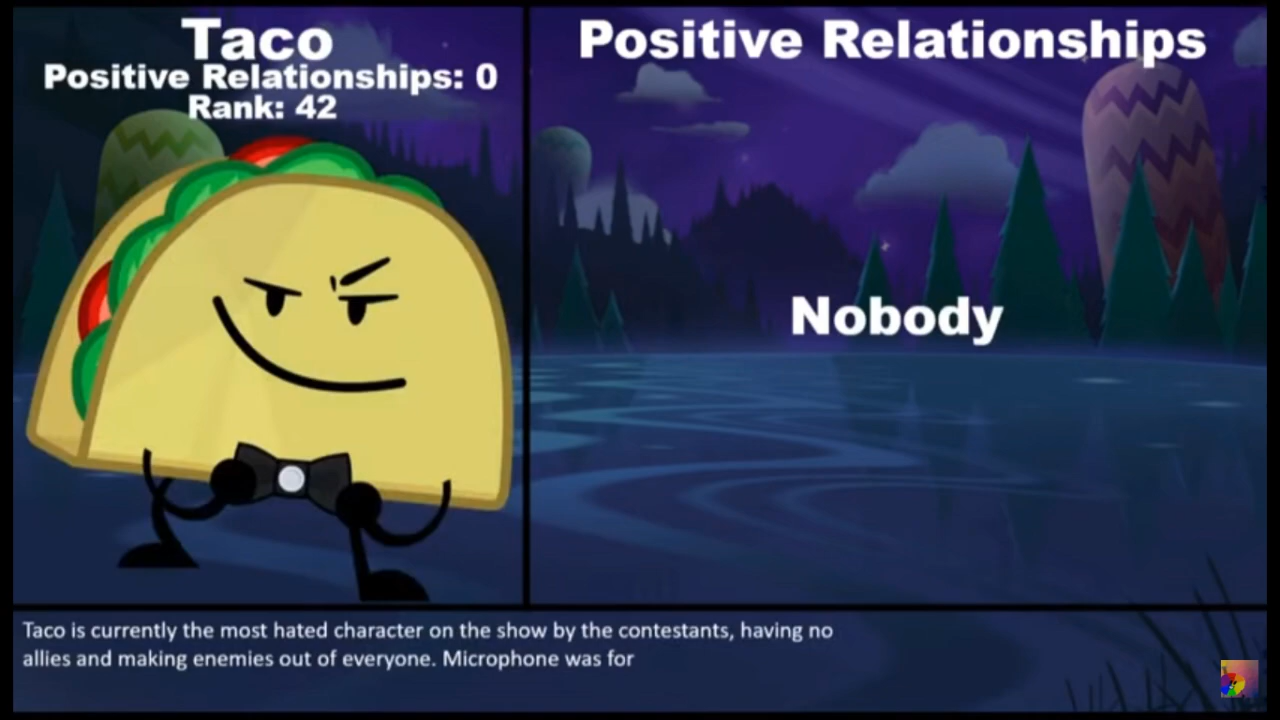 Taco
Positive Relationships: 0
Rank: 42
Positive Relationships
Nobody
Taco is currently the most hated character on the show by the contestants, having no
allies and making enemies out of everyone. Microphone was for